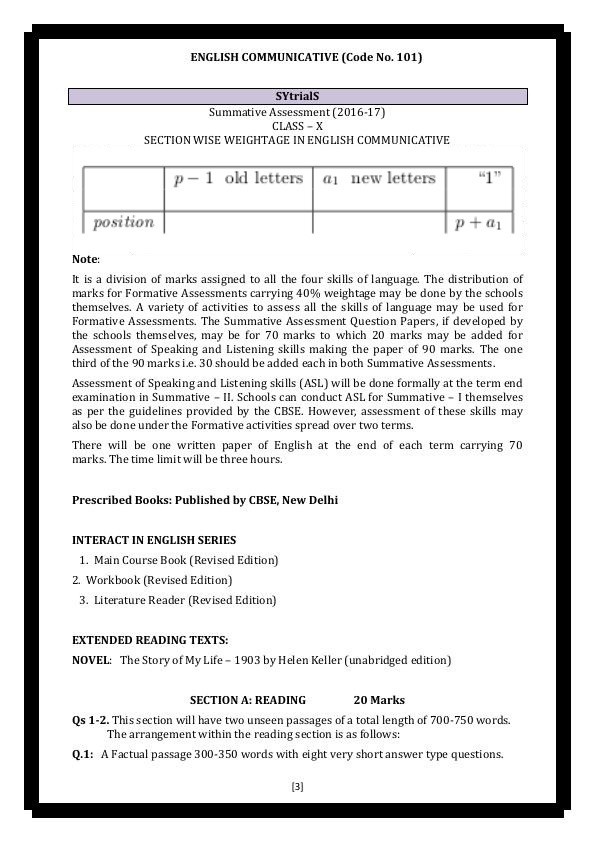 ENGLISH COMMUNICATIVE (Code No. 101)
SYtrialS
Summative Assessment (2016-17)
CLASS – X
SECTION WISE WEIGHTAGE IN ENGLISH COMMUNICATIVE
p − 1 old letters a₁ new letters “1”
position p + a₁
Note:
It is a division of marks assigned to all the four skills of language. The distribution of
marks for Formative Assessments carrying 40% weightage may be done by the schools
themselves. A variety of activities to assess all the skills of language may be used for
Formative Assessments. The Summative Assessment Question Papers, if developed by
the schools themselves, may be for 70 marks to which 20 marks may be added for
Assessment of Speaking and Listening skills making the paper of 90 marks. The one
third of the 90 marks i.e. 30 should be added each in both Summative Assessments.
Assessment of Speaking and Listening skills (ASL) will be done formally at the term end
examination in Summative – II. Schools can conduct ASL for Summative – I themselves
as per the guidelines provided by the CBSE. However, assessment of these skills may
also be done under the Formative activities spread over two terms.
There will be one written paper of English at the end of each term carrying 70
marks. The time limit will be three hours.
Prescribed Books: Published by CBSE, New Delhi
INTERACT IN ENGLISH SERIES
1. Main Course Book (Revised Edition)
2. Workbook (Revised Edition)
3. Literature Reader (Revised Edition)
EXTENDED READING TEXTS:
NOVEL: The Story of My Life – 1903 by Helen Keller (unabridged edition)
SECTION A: READING 20 Marks
Qs 1-2. This section will have two unseen passages of a total length of 700-750 words.
The arrangement within the reading section is as follows:
Q.1: A Factual passage 300-350 words with eight very short answer type questions.
[3]